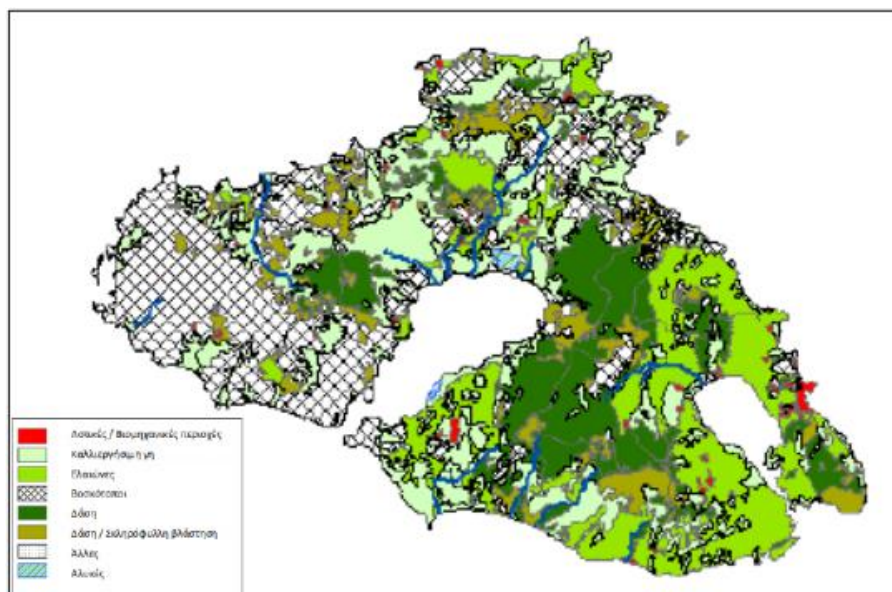 Αστικές / Βιομηχανικές περιοχές
Καλλιεργήσιμη γη
Ελαιώνες
Βοσκότοποι
Δάση
Δάση / Σκληρόφυλλη βλάστηση
Άλλες
Αλυκές